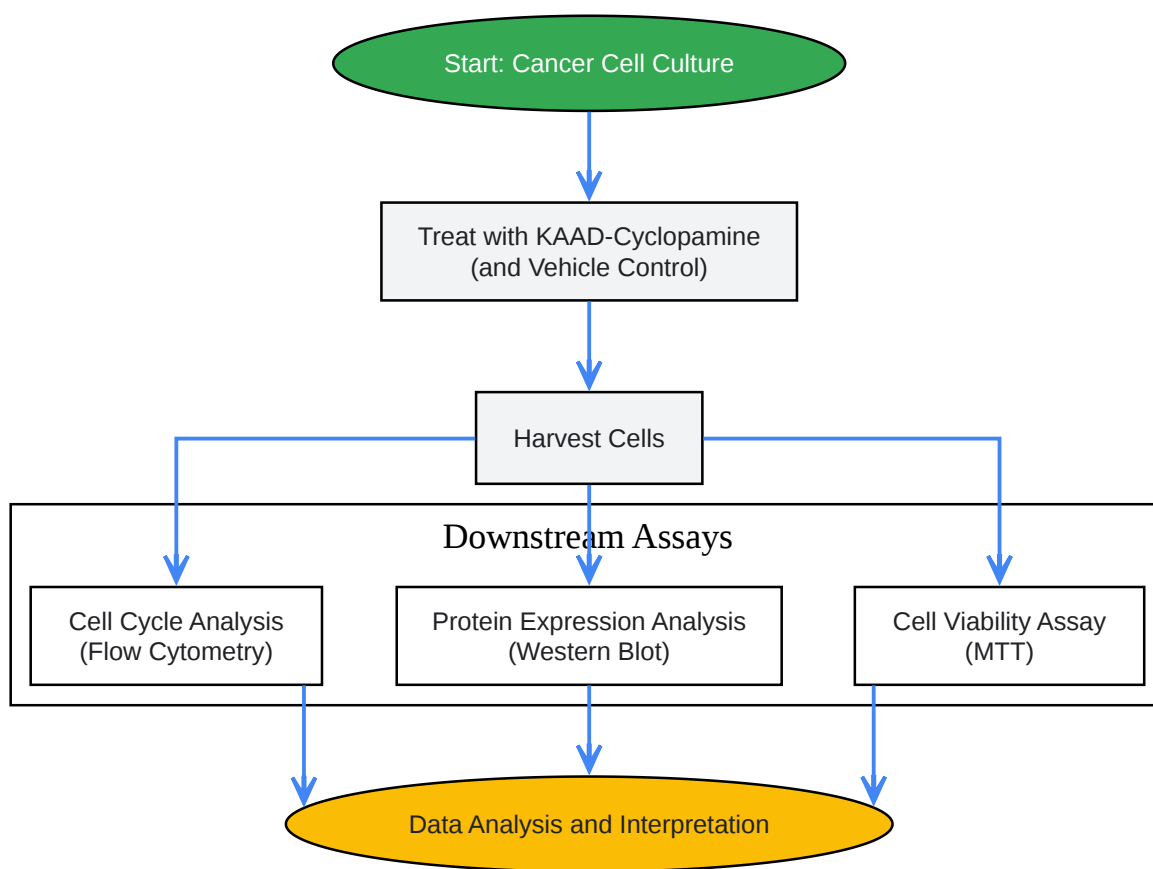 Start: Cancer Cell Culture
Treat with KAAD-Cyclopamine
(and Vehicle Control)
Harvest Cells
Downstream Assays
Cell Cycle Analysis
(Flow Cytometry)
Protein Expression Analysis
(Western Blot)
Cell Viability Assay
(MTT)
Data Analysis and Interpretation